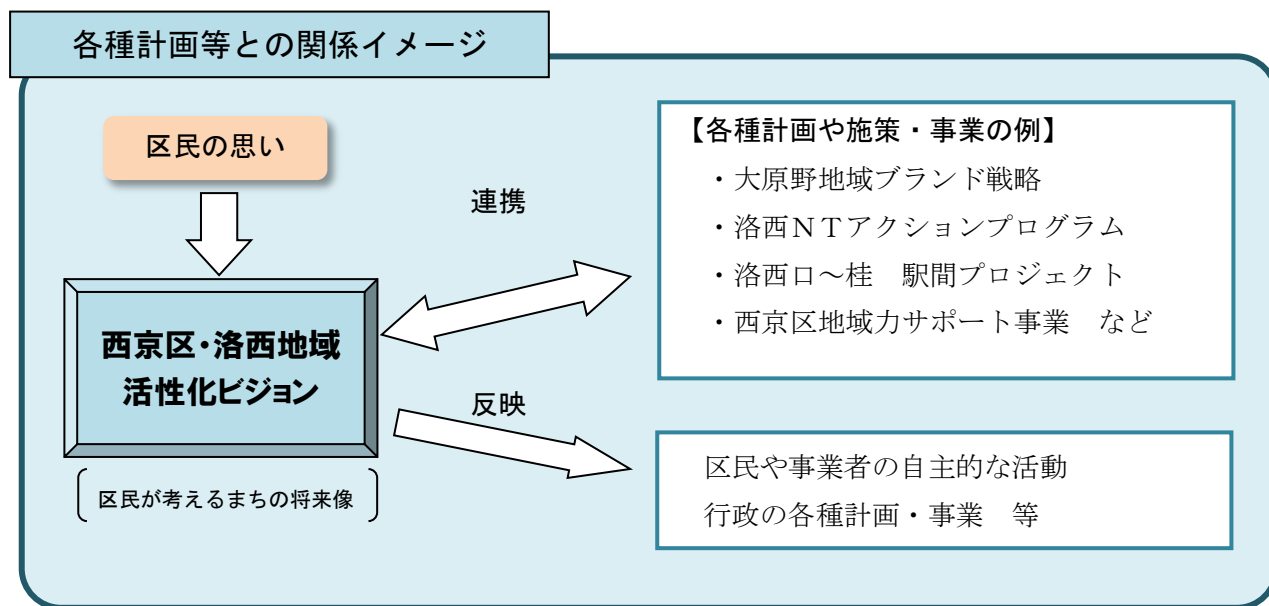 各種計画等との関係イメージ
区民の思い
西京区・洛西地域
活性化ビジョン
区民が考えるまちの将来像
連携
【各種計画や施策・事業の例】
・大原野地域ブランド戦略
・洛西ＮＴアクションプログラム
・洛西口～桂　駅間プロジェクト
・西京区地域力サポート事業　など
反映
区民や事業者の自主的な活動
行政の各種計画・事業　等